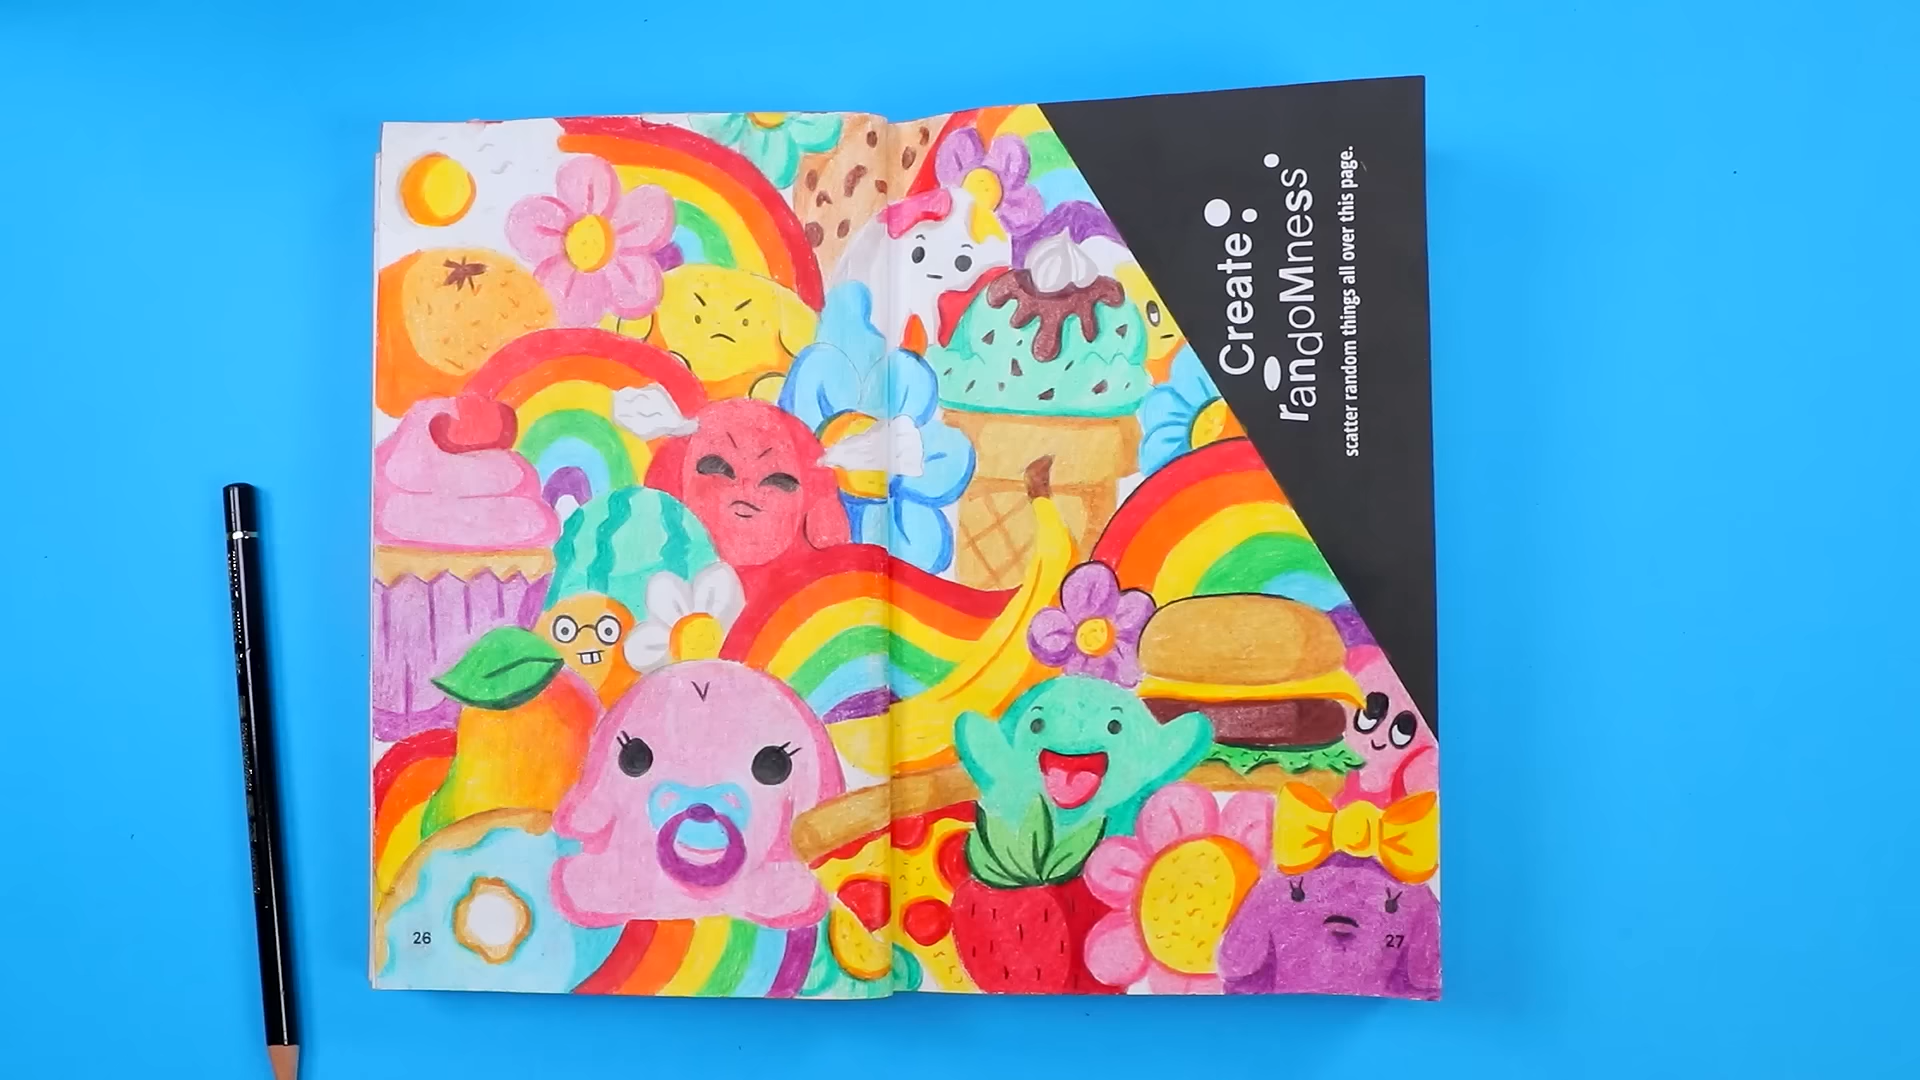 Create:
randoMness
scatter random things all over this page.
26
27